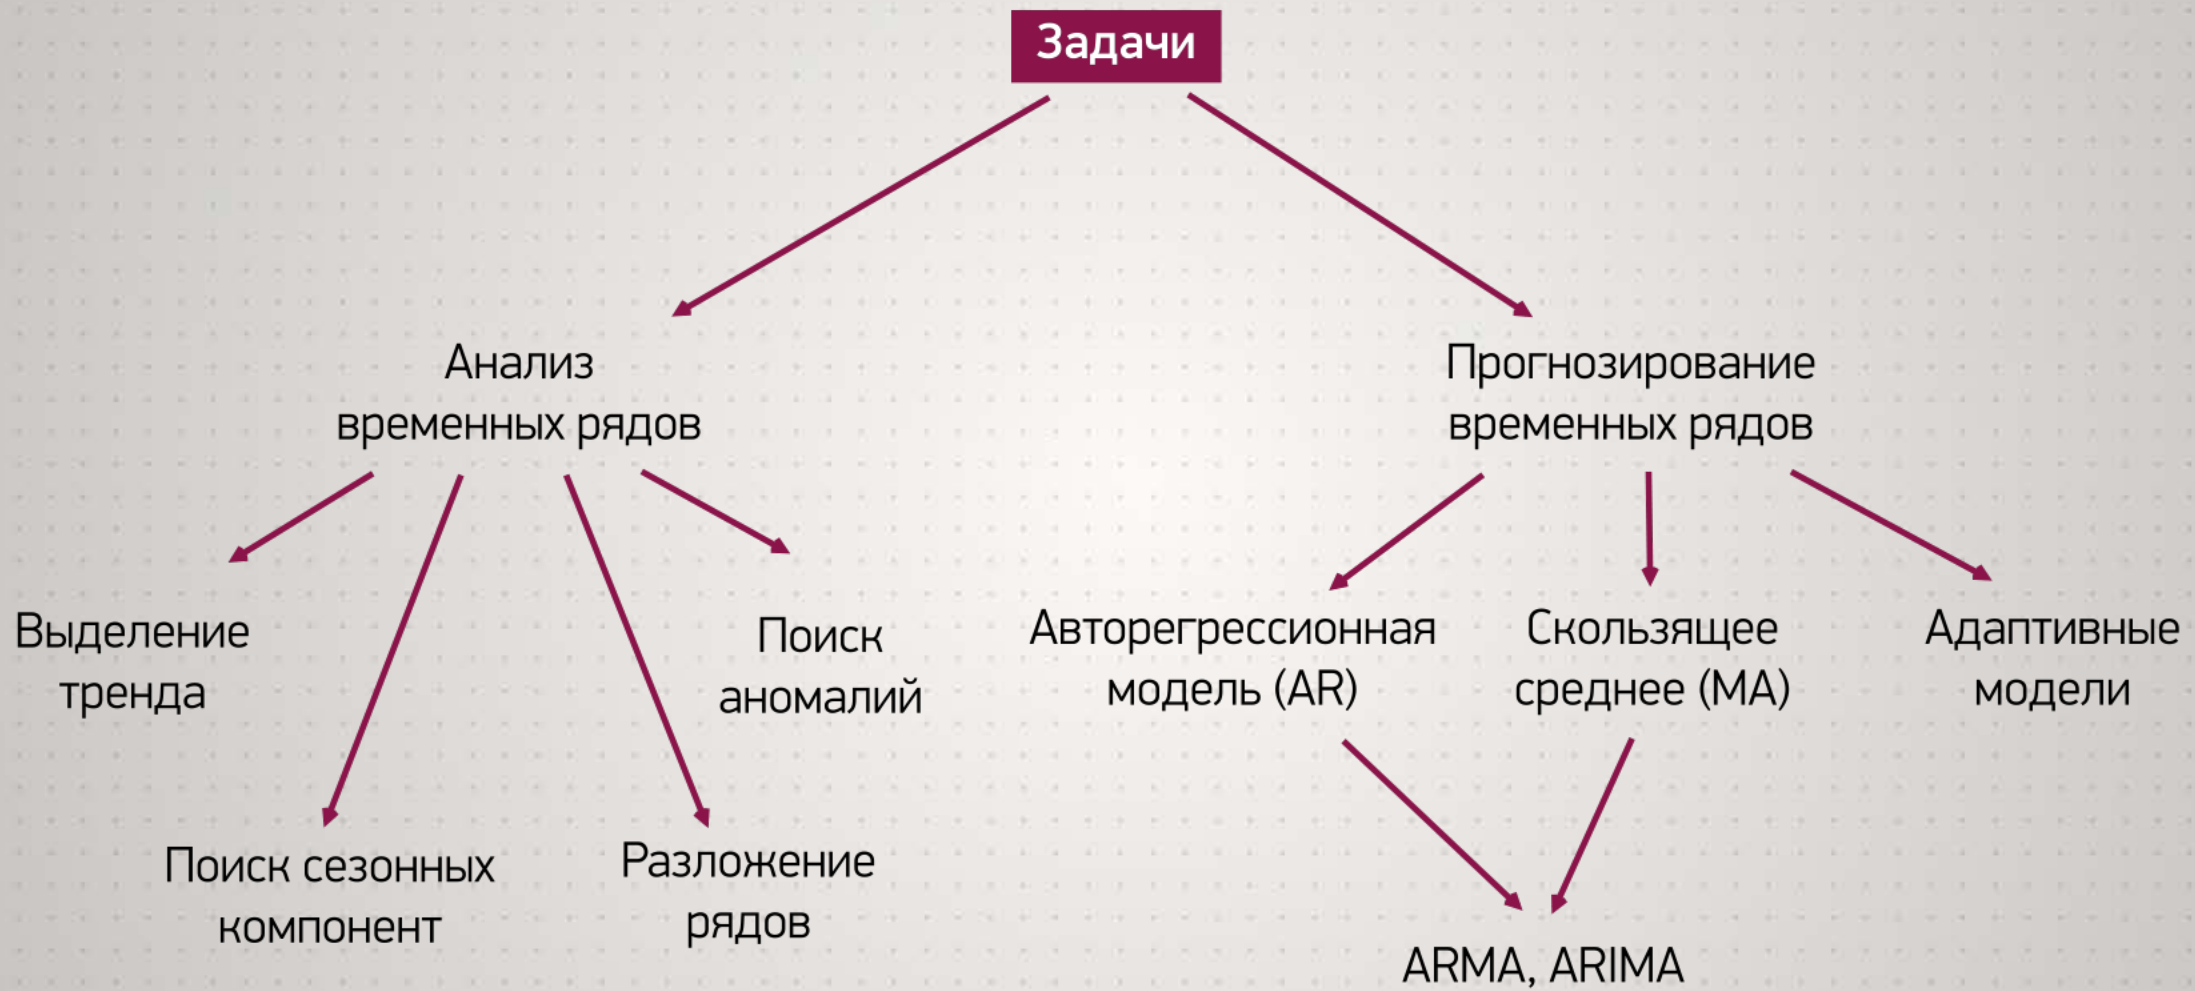 Задачи
Анализ
временных рядов
Прогнозирование
временных рядов
Выделение
тренда
Поиск
аномалий
Авторегрессионная
модель (AR)
Скользящее
среднее (MA)
Адаптивные
модели
Поиск сезонных
компонент
Разложение
рядов
ARMA, ARIMA